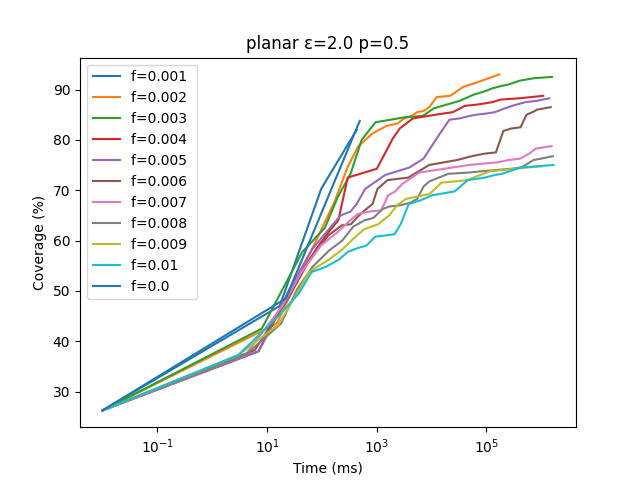 planar ε=2.0 p=0.5
Coverage (%)
90
80
70
60
50
40
30
f=0.001
f=0.002
f=0.003
f=0.004
f=0.005
f=0.006
f=0.007
f=0.008
f=0.009
f=0.01
f=0.0
10⁻¹ 10¹ 10³ 10⁵
Time (ms)